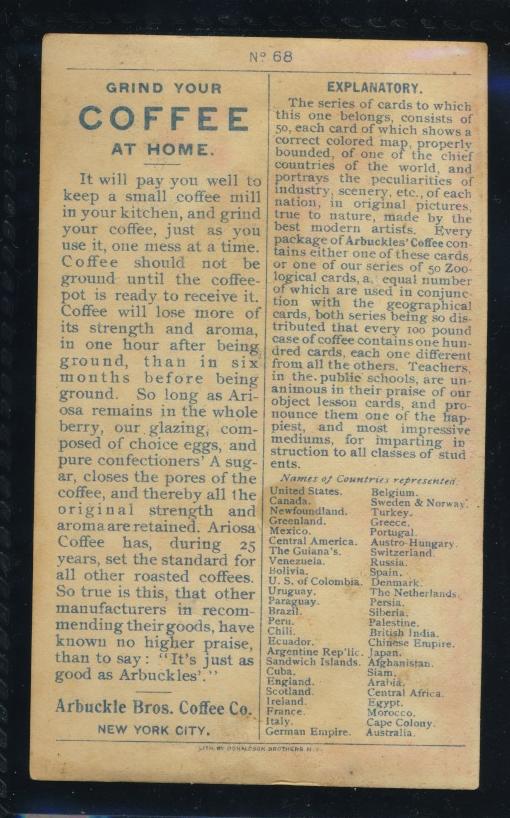 Nº 68
GRIND YOUR
COFFEE
AT HOME.
It will pay you well to
keep a small coffee mill
in your kitchen, and grind
your coffee, just as you
use it, one mess at a time.
Coffee should not be
ground until the coffee-
pot is ready to receive it.
Coffee will lose more of
its strength and aroma,
in one hour after being
ground, than in six
months before being
ground. So long as Ari-
osa remains in the whole
berry, our glazing, com-
posed of choice eggs, and
pure confectioners' A sug-
ar, closes the pores of the
coffee, and thereby all the
original strength and
aroma are retained. Ariosa
Coffee has, during 25
years, set the standard for
all other roasted coffees.
So true is this, that other
manufacturers in recom-
mending their goods, have
known no higher praise,
than to say: "It's just as
good as Arbuckles'."
Arbuckle Bros. Coffee Co.
NEW YORK CITY.
EXPLANATORY.
The series of cards to which
this one belongs, consists of
50, each card of which shows a
correct colored map, properly
bounded, of one of the chief
countries of the world, and
portrays the peculiarities of
industry, scenery, etc., of each
nation, in original pictures,
true to nature, made by the
best modern artists. Every
package of Arbuckles' Coffee con-
tains either one of these cards,
or one of our series of 50 Zoo-
logical cards, a. equal number
of which are used in conjunc-
tion with the geographical
cards, both series being so dis-
tributed that every 100 pound
case of coffee contains one hun-
dred cards, each one different
from all the others. Teachers,
in the public schools, are un-
animous in their praise of our
object lesson cards, and pro-
nounce them one of the hap-
piest, and most impressive
mediums, for imparting in
struction to all classes of stud
ents.
Names of Countries represented.
United States.
Canada.
Newfoundland.
Greenland.
Mexico.
Central America.
The Guiana's.
Venezuela.
Bolivia.
U. S. of Colombia.
Uruguay.
Paraguay.
Brazil.
Peru.
Chili.
Ecuador.
Argentine Rep'lic.
Sandwich Islands.
Cuba.
England.
Scotland.
Ireland.
France.
Italy.
German Empire.
Belgium.
Sweden & Norway.
Turkey.
Greece.
Portugal.
Austro-Hungary.
Switzerland.
Russia.
Spain.
Denmark.
The Netherlands
Persia.
Siberia.
Palestine.
British India.
Chinese Empire.
Japan.
Afghanistan.
Siam.
Arabia.
Central Africa.
Egypt.
Morocco.
Cape Colony.
Australia.
LITH. BY DONALDSON BROTHERS N.Y.